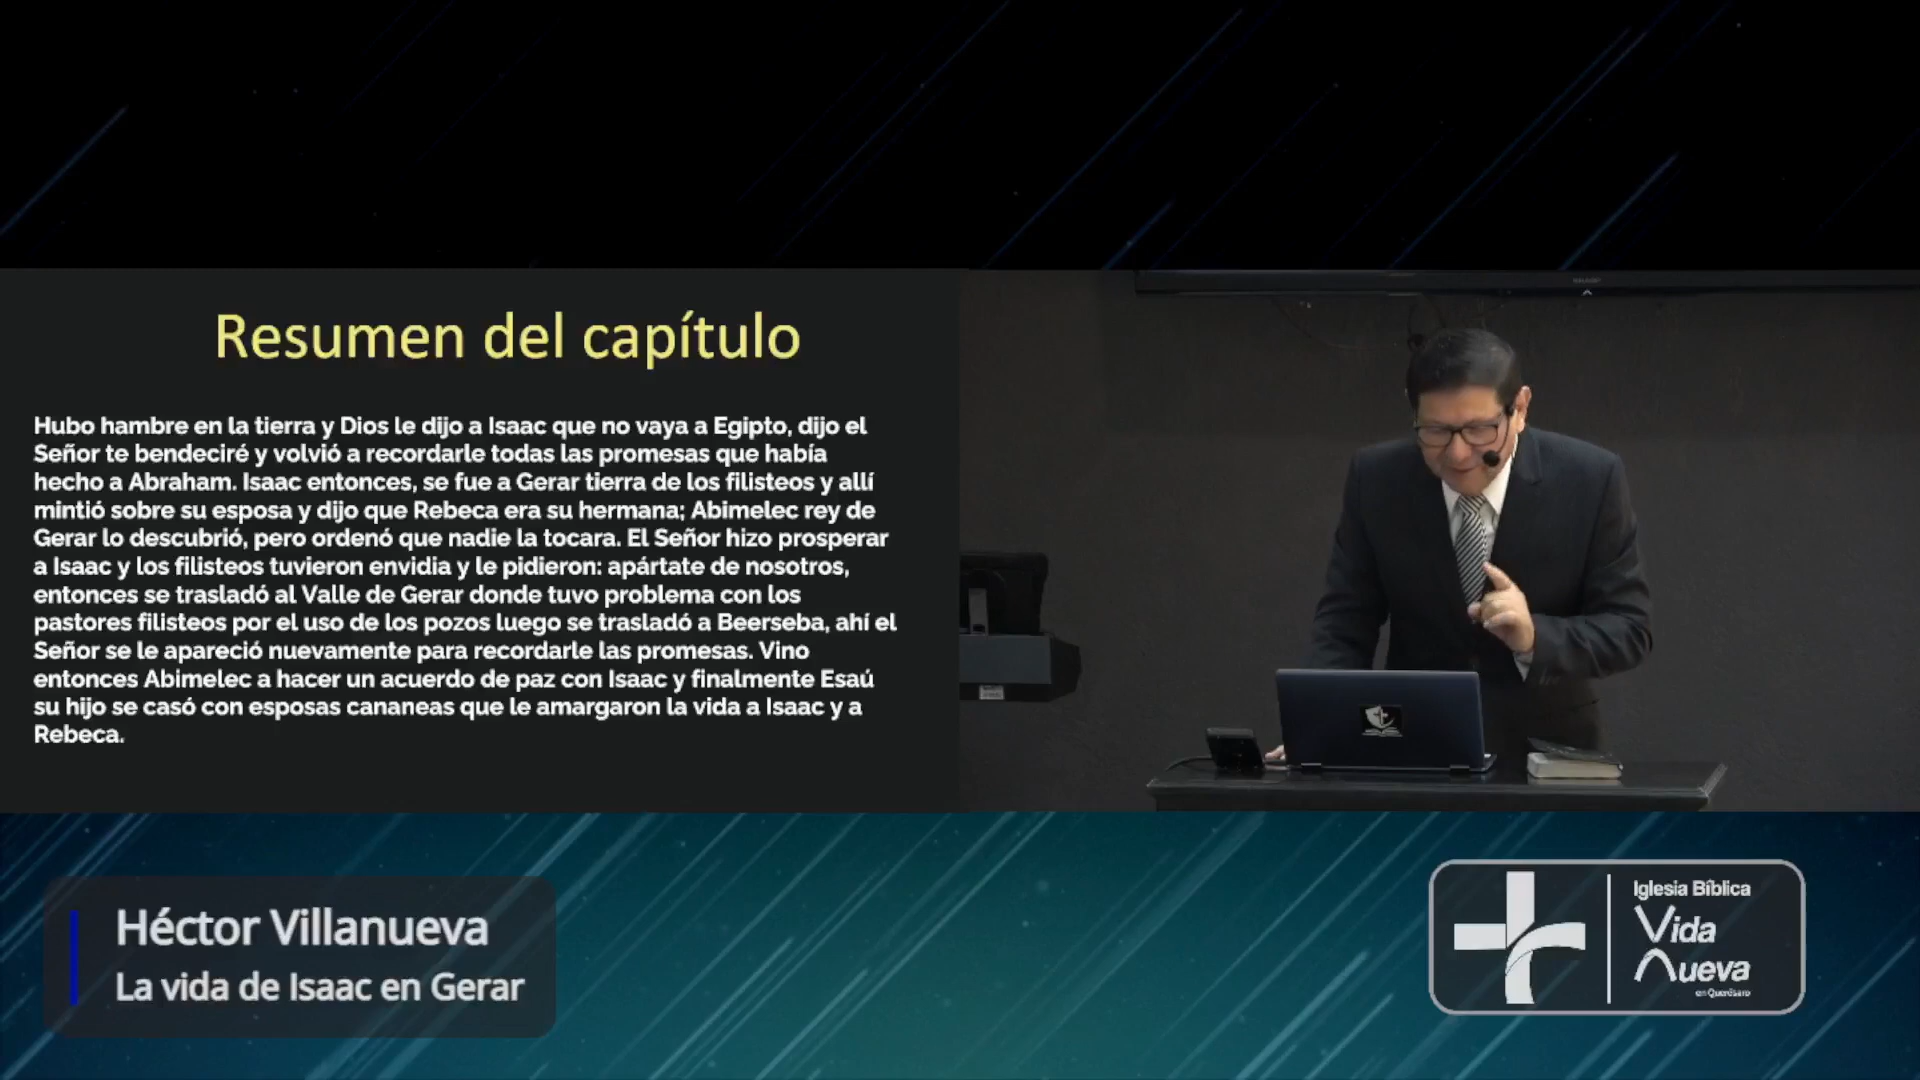 Resumen del capítulo
Hubo hambre en la tierra y Dios le dijo a Isaac que no vaya a Egipto, dijo el
Señor te bendeciré y volvió a recordarle todas las promesas que había
hecho a Abraham. Isaac entonces, se fue a Gerar tierra de los filisteos y allí
mintió sobre su esposa y dijo que Rebeca era su hermana; Abimelec rey de
Gerar lo descubrió, pero ordenó que nadie la tocara. El Señor hizo prosperar
a Isaac y los filisteos tuvieron envidia y le pidieron: apártate de nosotros,
entonces se trasladó al Valle de Gerar donde tuvo problema con los
pastores filisteos por el uso de los pozos luego se trasladó a Beerseba, ahí el
Señor se le apareció nuevamente para recordarle las promesas. Vino
entonces Abimelec a hacer un acuerdo de paz con Isaac y finalmente Esaú
su hijo se casó con esposas cananeas que le amargaron la vida a Isaac y a
Rebeca.
Héctor Villanueva
La vida de Isaac en Gerar
Iglesia Bíblica
Vida
Nueva
en Querétaro